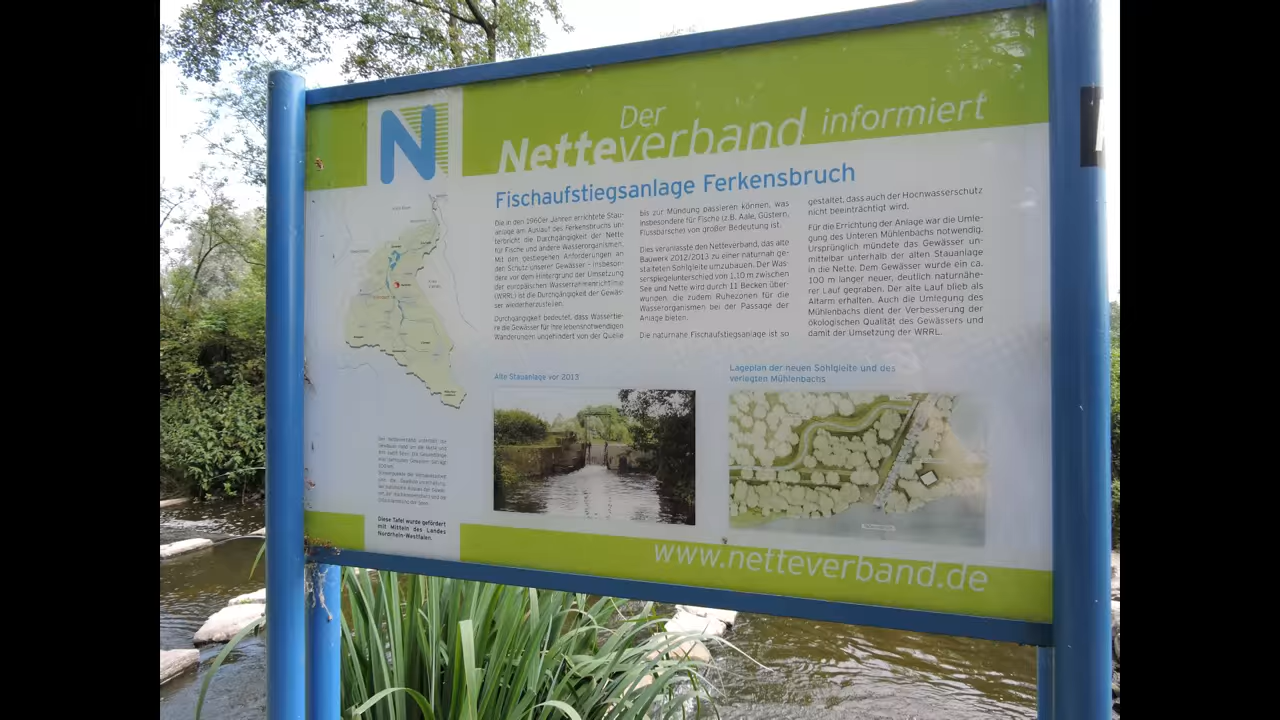 N
Der
Netteverband informiert
Fischaufstiegsanlage Ferkensbruch
Die in den 1960er Jahren errichtete Stau-
anlage am Auslauf des Ferkensbruchs un-
terbricht die Durchgängigkeit der Nette
für Fische und andere Wasserorganismen.
Mit den gestiegenen Anforderungen an
den Schutz unserer Gewässer - insbeson-
dere vor dem Hintergrund der Umsetzung
der europäischen Wasserrahmenrichtlinie
(WRRL) ist die Durchgängigkeit der Gewäs-
ser wiederherzustellen.
Durchgängigkeit bedeutet, dass Wassertie-
re die Gewässer für ihre lebensnotwendigen
Wanderungen ungehindert von der Quelle
bis zur Mündung passieren können, was
insbesondere für Fische (z.B. Aale, Güstern,
Flussbarsche) von großer Bedeutung ist.
Dies veranlasste den Netteverband, das alte
Bauwerk 2012/2013 zu einer naturnah ge-
stalteten Sohlgleite umzubauen. Der Was-
serspiegelunterschied von 1,10 m zwischen
See und Nette wird durch 11 Becken über-
wunden, die zudem Ruhezonen für die
Wasserorganismen bei der Passage der
Anlage bieten.
Die naturnahe Fischaufstiegsanlage ist so
gestaltet, dass auch der Hochwasserschutz
nicht beeinträchtigt wird.
Für die Errichtung der Anlage war die Umle-
gung des Unteren Mühlenbachs notwendig.
Ursprünglich mündete das Gewässer un-
mittelbar unterhalb der alten Stauanlage
in die Nette. Dem Gewässer wurde ein ca.
100 m langer neuer, deutlich naturnähe-
rer Lauf gegraben. Der alte Lauf blieb als
Altarm erhalten. Auch die Umlegung des
Mühlenbachs dient der Verbesserung der
ökologischen Qualität des Gewässers und
damit der Umsetzung der WRRL.
Alte Stauanlage vor 2013
Lageplan der neuen Sohlgleite und des
verlegten Mühlenbachs
Diese Tafel wurde gefördert
mit Mitteln des Landes
Nordrhein-Westfalen.
www.netteverband.de